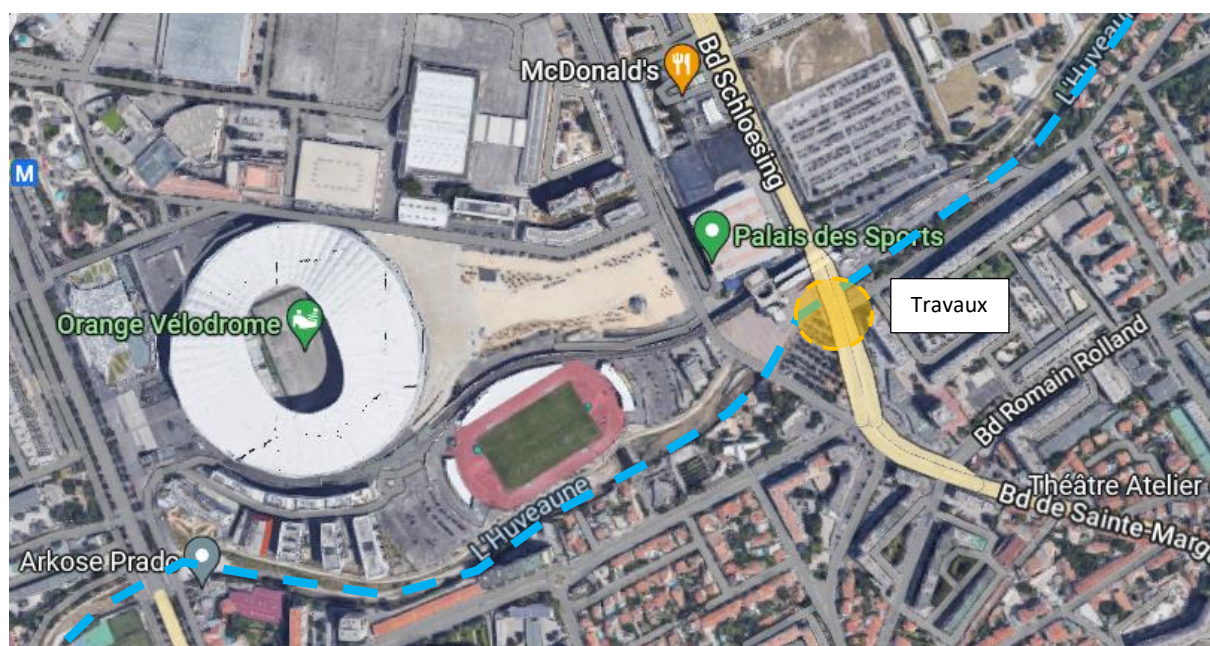 McDonald's
Bd Schloesing
L'Huveaune
M
Palais des Sports
Travaux
Orange Vélodrome
Bd Romain Rolland
Théâtre Atelier
L'Huveaune
Bd de Sainte-Marg
Arkose Prado